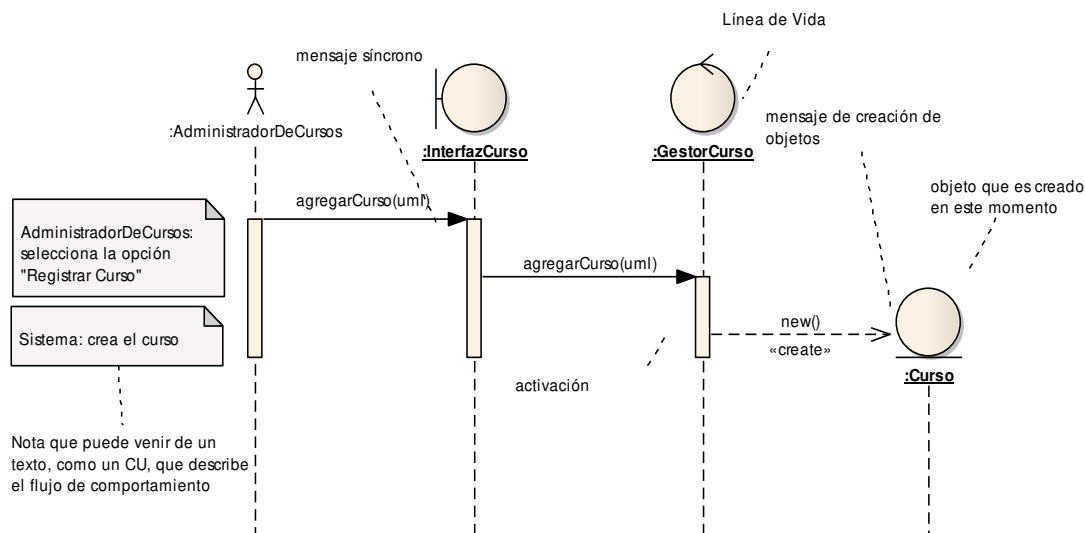 Línea de Vida
mensaje síncrono
:AdministradorDeCursos
:InterfazCurso
:GestorCurso
mensaje de creación de
objetos
objeto que es creado
en este momento
agregarCurso(uml)
AdministradorDeCursos:
selecciona la opción
"Registrar Curso"
agregarCurso(uml)
Sistema: crea el curso
new()
«create»
:Curso
activación
Nota que puede venir de un
texto, como un CU, que describe
el flujo de comportamiento